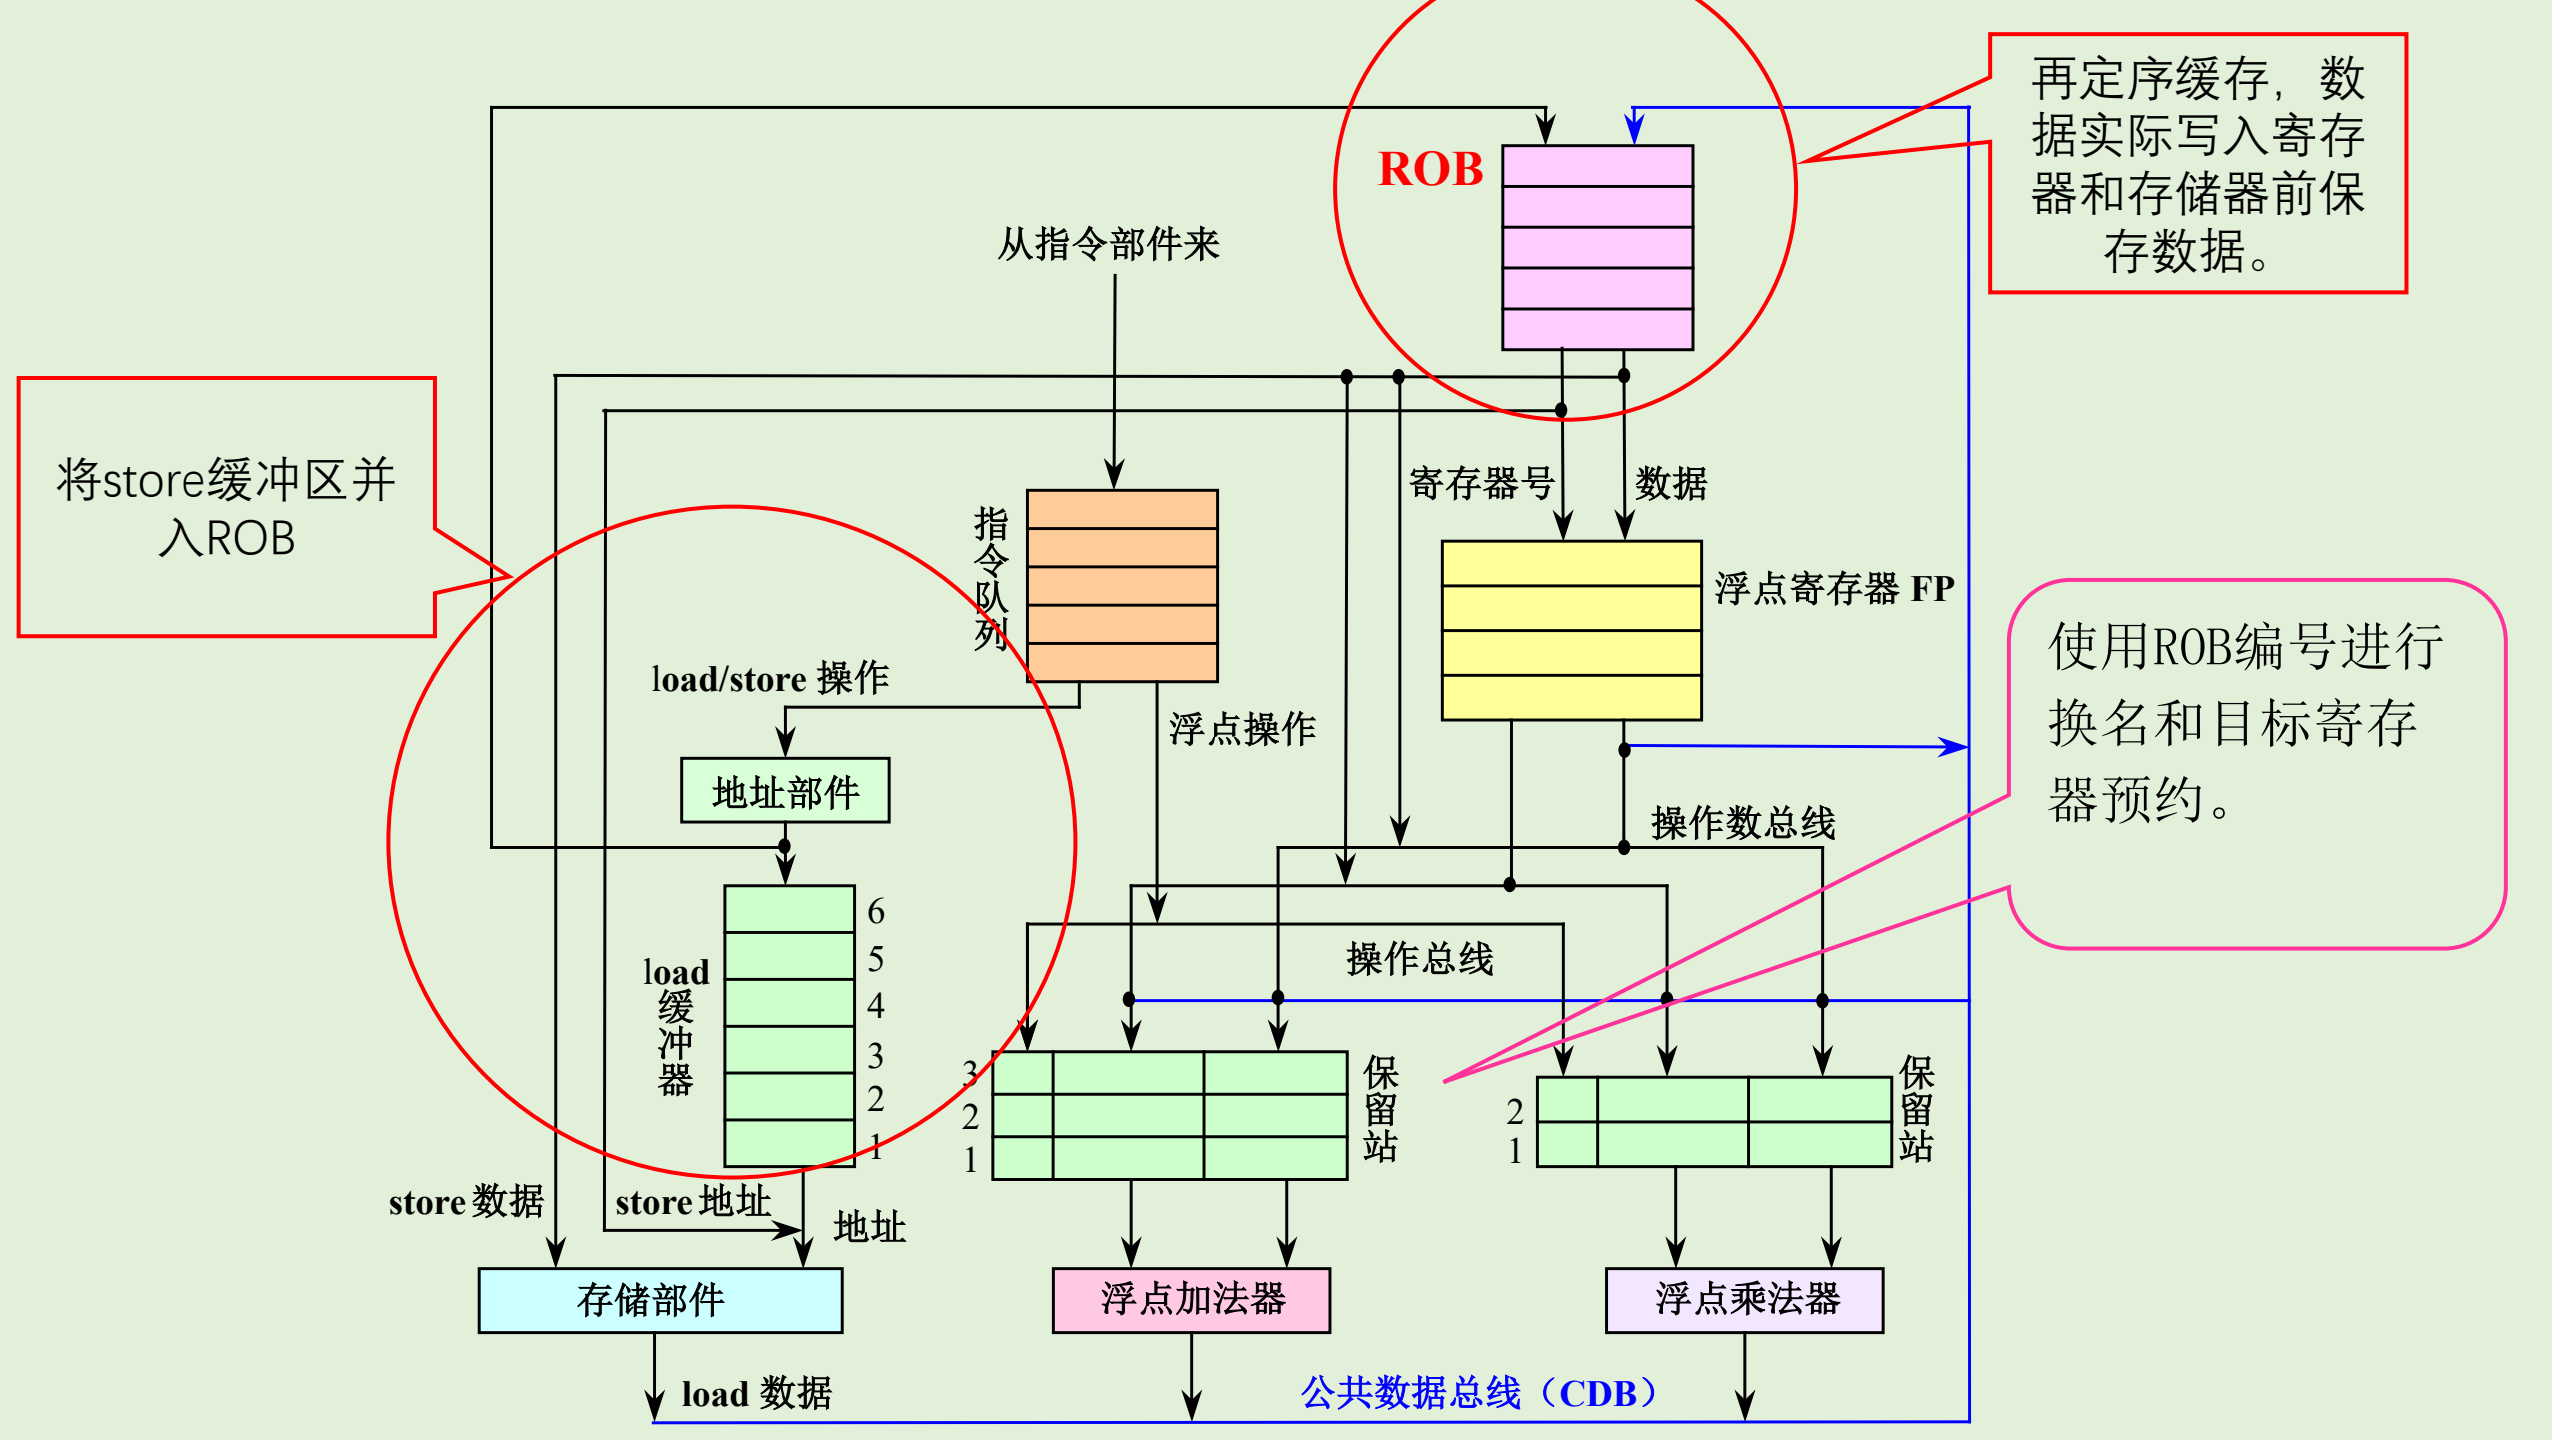 再定序缓存，数
据实际写入寄存
器和存储器前保
存数据。
ROB
从指令部件来
将store缓冲区并
入ROB
寄存器号
数据
指令队列
浮点寄存器 FP
使用ROB编号进行
换名和目标寄存
器预约。
load/store 操作
浮点操作
地址部件
操作数总线
6
5
4
3
2
1
load
缓冲器
操作总线
3
2
1
保留站
2
1
保留站
store 数据
store 地址
地址
存储部件
浮点加法器
浮点乘法器
load 数据
公共数据总线（CDB）